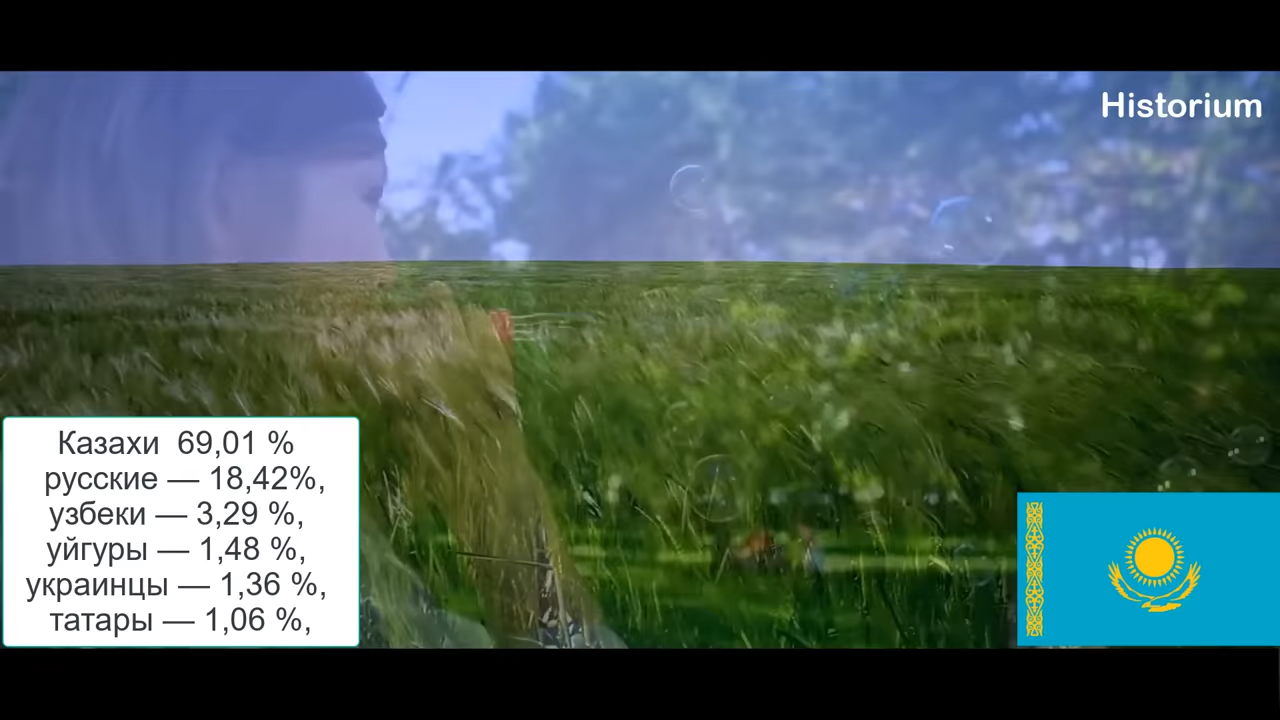 Historium
Казахи 69,01 %
русские — 18,42%,
узбеки — 3,29 %,
уйгуры — 1,48 %,
украинцы — 1,36 %,
татары — 1,06 %,